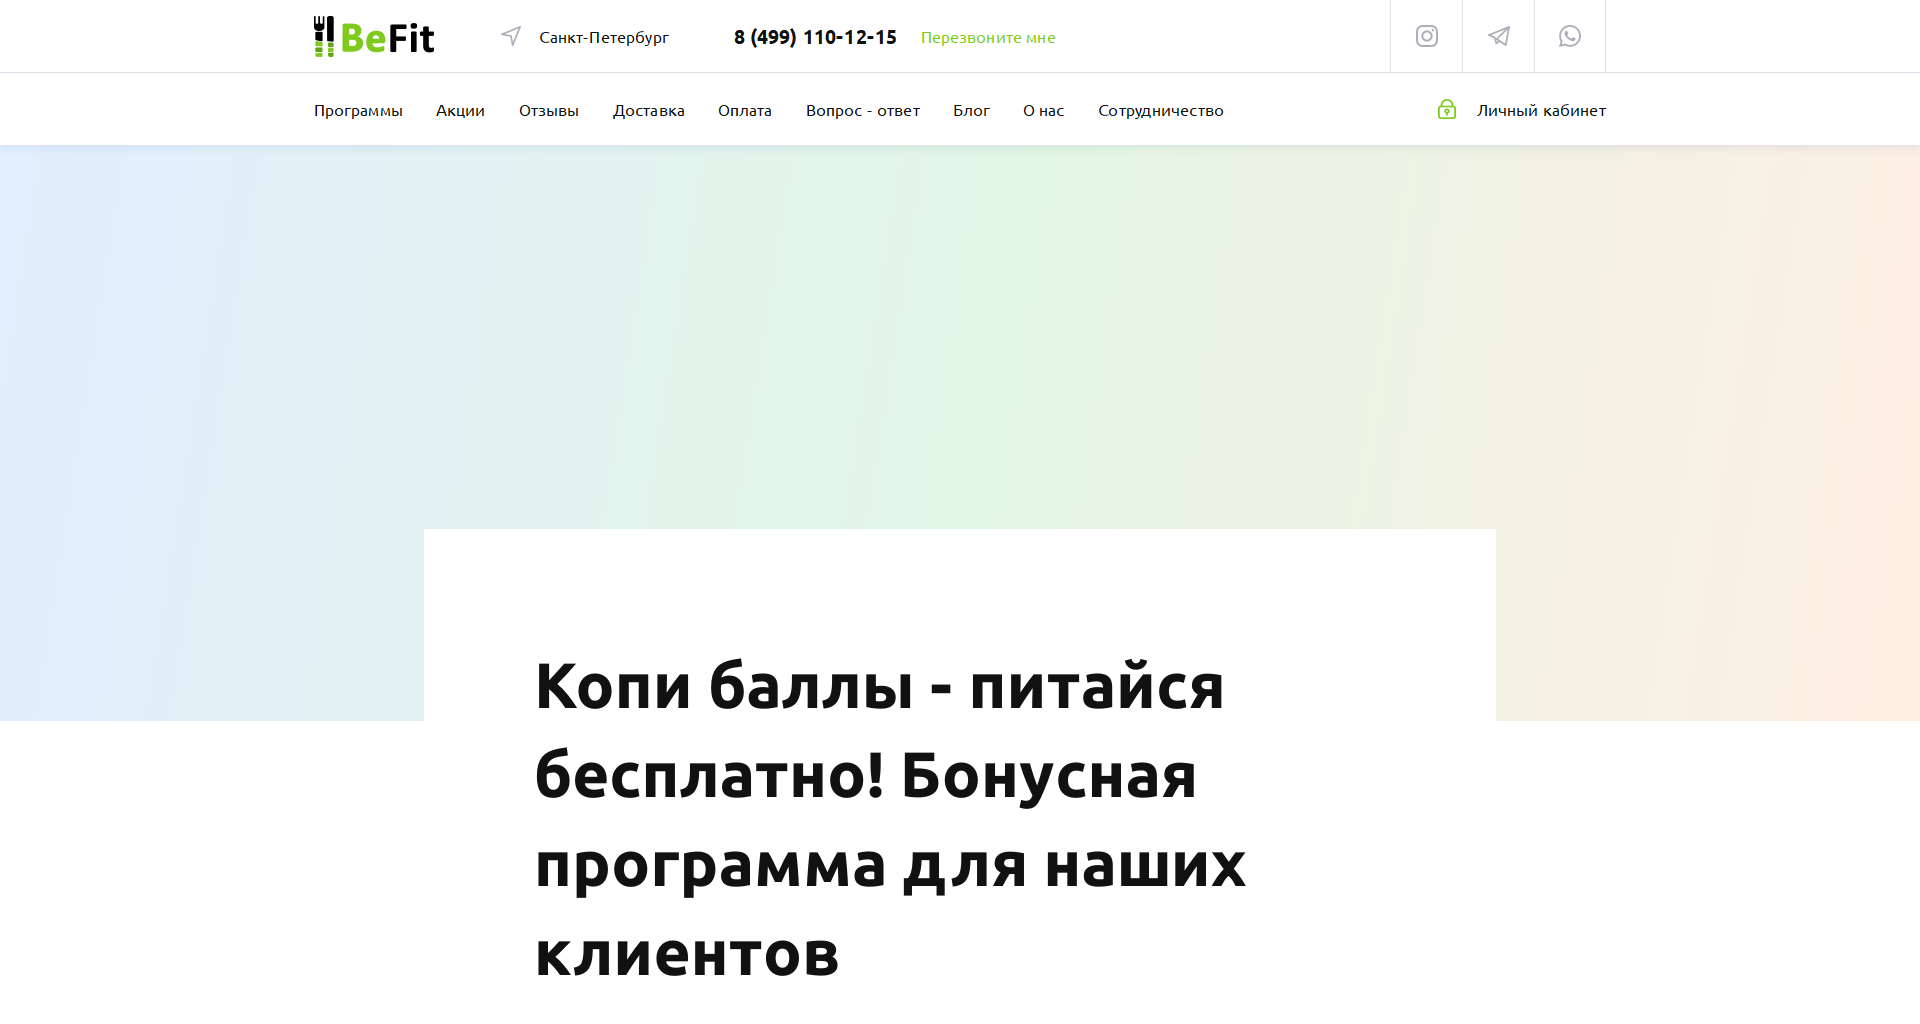 BeFit
Санкт-Петербург
8 (499) 110-12-15
Перезвоните мне
Программы
Акции
Отзывы
Доставка
Оплата
Вопрос - ответ
Блог
О нас
Сотрудничество
Личный кабинет
Копи баллы - питайся
бесплатно! Бонусная
программа для наших
клиентов